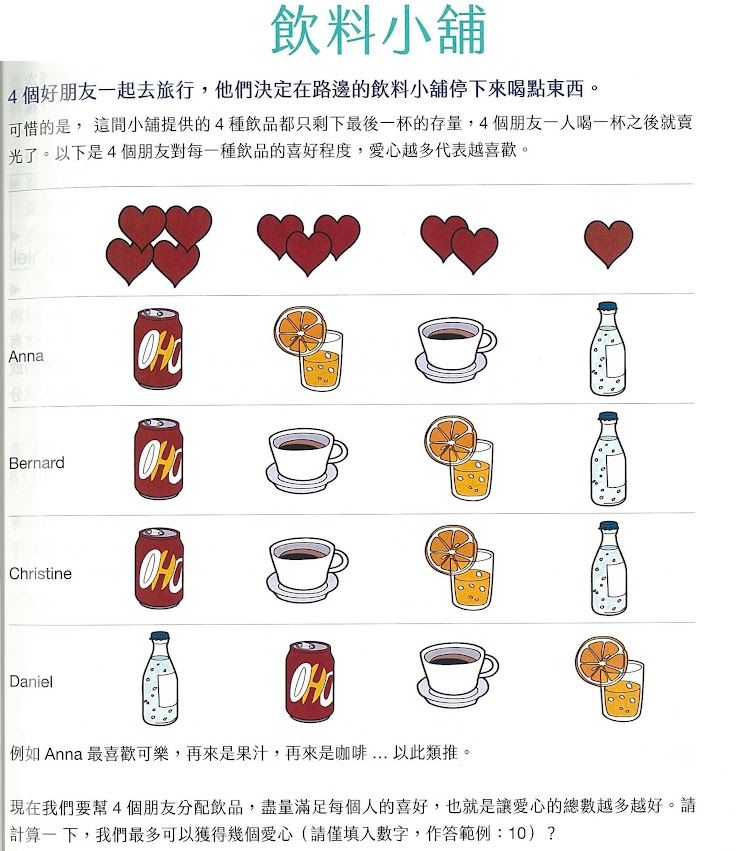 飲料小舖
4 個好朋友一起去旅行，他們決定在路邊的飲料小舖停下來喝點東西。
可惜的是， 這間小舖提供的 4 種飲品都只剩下最後一杯的存量，4 個朋友一人喝一杯之後就賣
光了。以下是 4 個朋友對每一種飲品的喜好程度，愛心越多代表越喜歡。
Anna
OHO
Bernard
OHO
Christine
OHO
Daniel
OHO
例如 Anna 最喜歡可樂，再來是果汁，再來是咖啡 … 以此類推。
現在我們要幫 4 個朋友分配飲品，盡量滿足每個人的喜好，也就是讓愛心的總數越多越好。請
計算一 下，我們最多可以獲得幾個愛心（請僅填入數字，作答範例：10）？